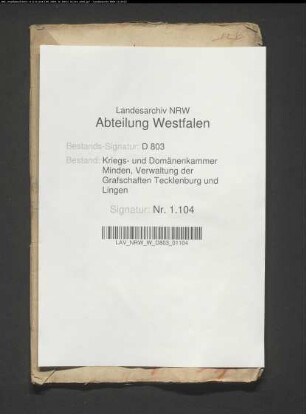 Landesarchiv NRW
Abteilung Westfalen
Bestands-Signatur: D 803
Bestand: Kriegs- und Domänenkammer
Minden, Verwaltung der
Grafschaften Tecklenburg und
Lingen
Signatur: Nr. 1.104
LAV_NRW_W_D803_01104